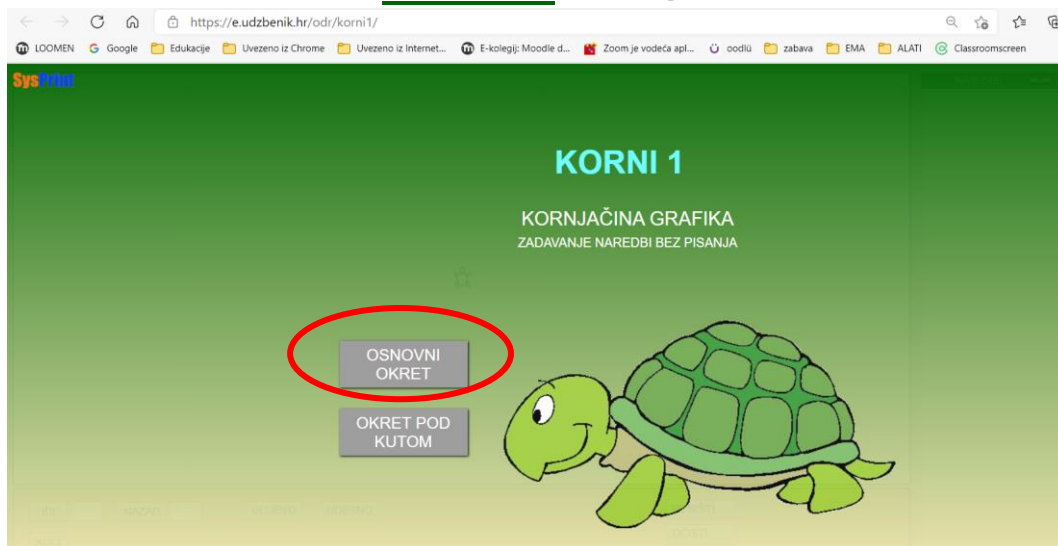 https://e.udzbenik.hr/odr/korni1/
LOOMEN Google Edukacije Uvezeno iz Chrome Uvezeno iz Internet... E-kolegij: Moodle d... Zoom je vodeća apl... oodlü zabava EMA ALATI Classroomscreen
SysPrint
KORNI 1
KORNJAČINA GRAFIKA
ZADAVANJE NAREDBI BEZ PISANJA
OSNOVNI
OKRET
OKRET POD
KUTOM